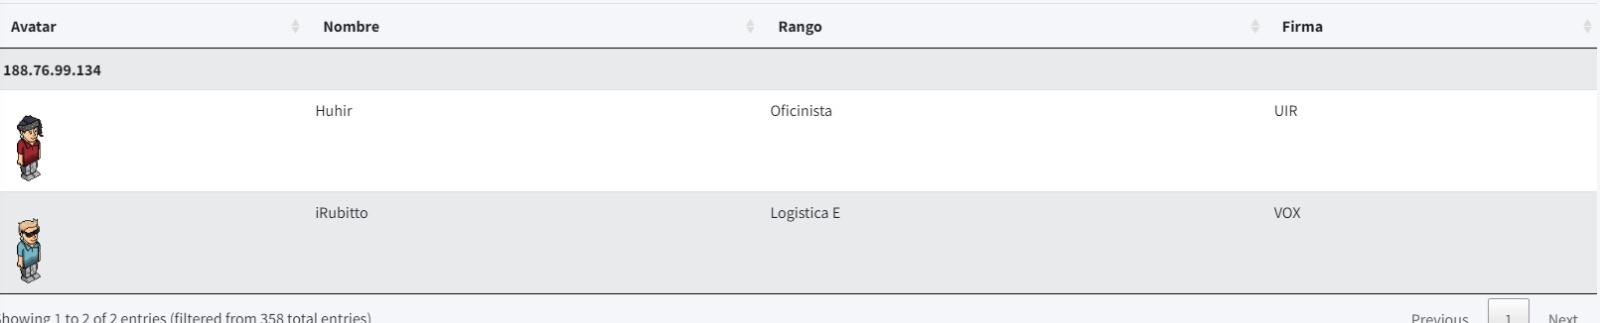 Avatar Nombre Rango Firma
188.76.99.134
Huhir Oficinista UIR
iRubitto Logistica E VOX
Showing 1 to 2 of 2 entries (filtered from 358 total entries) Previous 1 Next